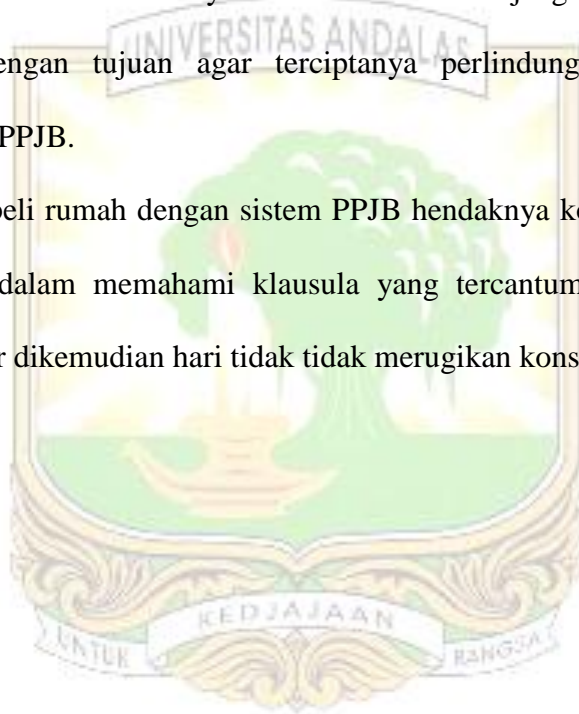 UNIVERSITAS ANDALAS
engan tujuan agar terciptanya perlindung
PPJB.
beli rumah dengan sistem PPJB hendaknya k
dalam memahami klausula yang tercantum
r dikemudian hari tidak tidak merugikan kons
KEDJAJAAN
UNTUK
BANGSA